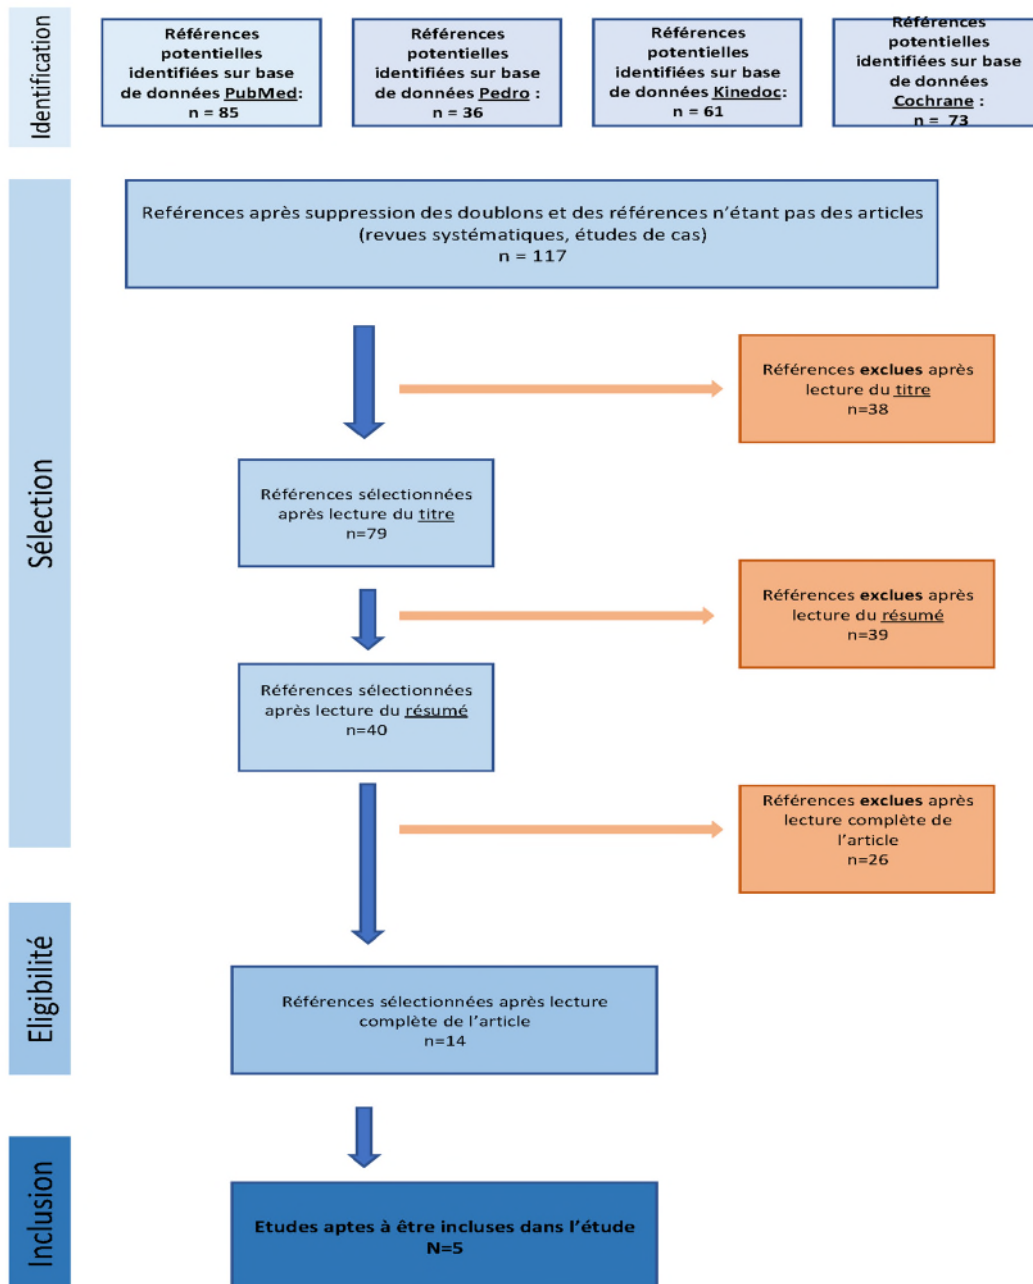 Identification
Références
potentielles
identifiées sur base
de données PubMed:
n = 85
Références
potentielles
identifiées sur base
de données Pedro :
n = 36
Références
potentielles
identifiées sur base
de données Kinedoc:
n = 61
Références
potentielles
identifiées sur base
de données
Cochrane :
n = 73
Sélection
Reférences après suppression des doublons et des références n'étant pas des articles
(revues systématiques, études de cas)
n = 117
Références exclues après
lecture du titre
n=38
Références sélectionnées
après lecture du titre
n=79
Références exclues après
lecture du résumé
n=39
Références sélectionnées
après lecture du résumé
n=40
Références exclues après
lecture complète de
l'article
n=26
Eligibilité
Références sélectionnées après lecture
complète de l'article
n=14
Inclusion
Etudes aptes à être incluses dans l'étude
N=5